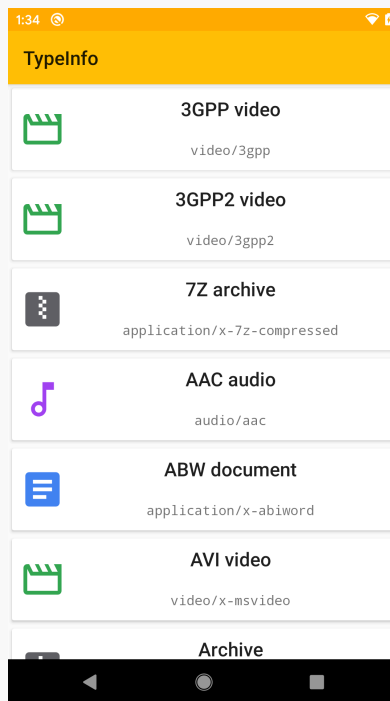 1:34
TypeInfo
3GPP video
video/3gpp
3GPP2 video
video/3gpp2
7Z archive
application/x-7z-compressed
AAC audio
audio/aac
ABW document
application/x-abiword
AVI video
video/x-msvideo
Archive